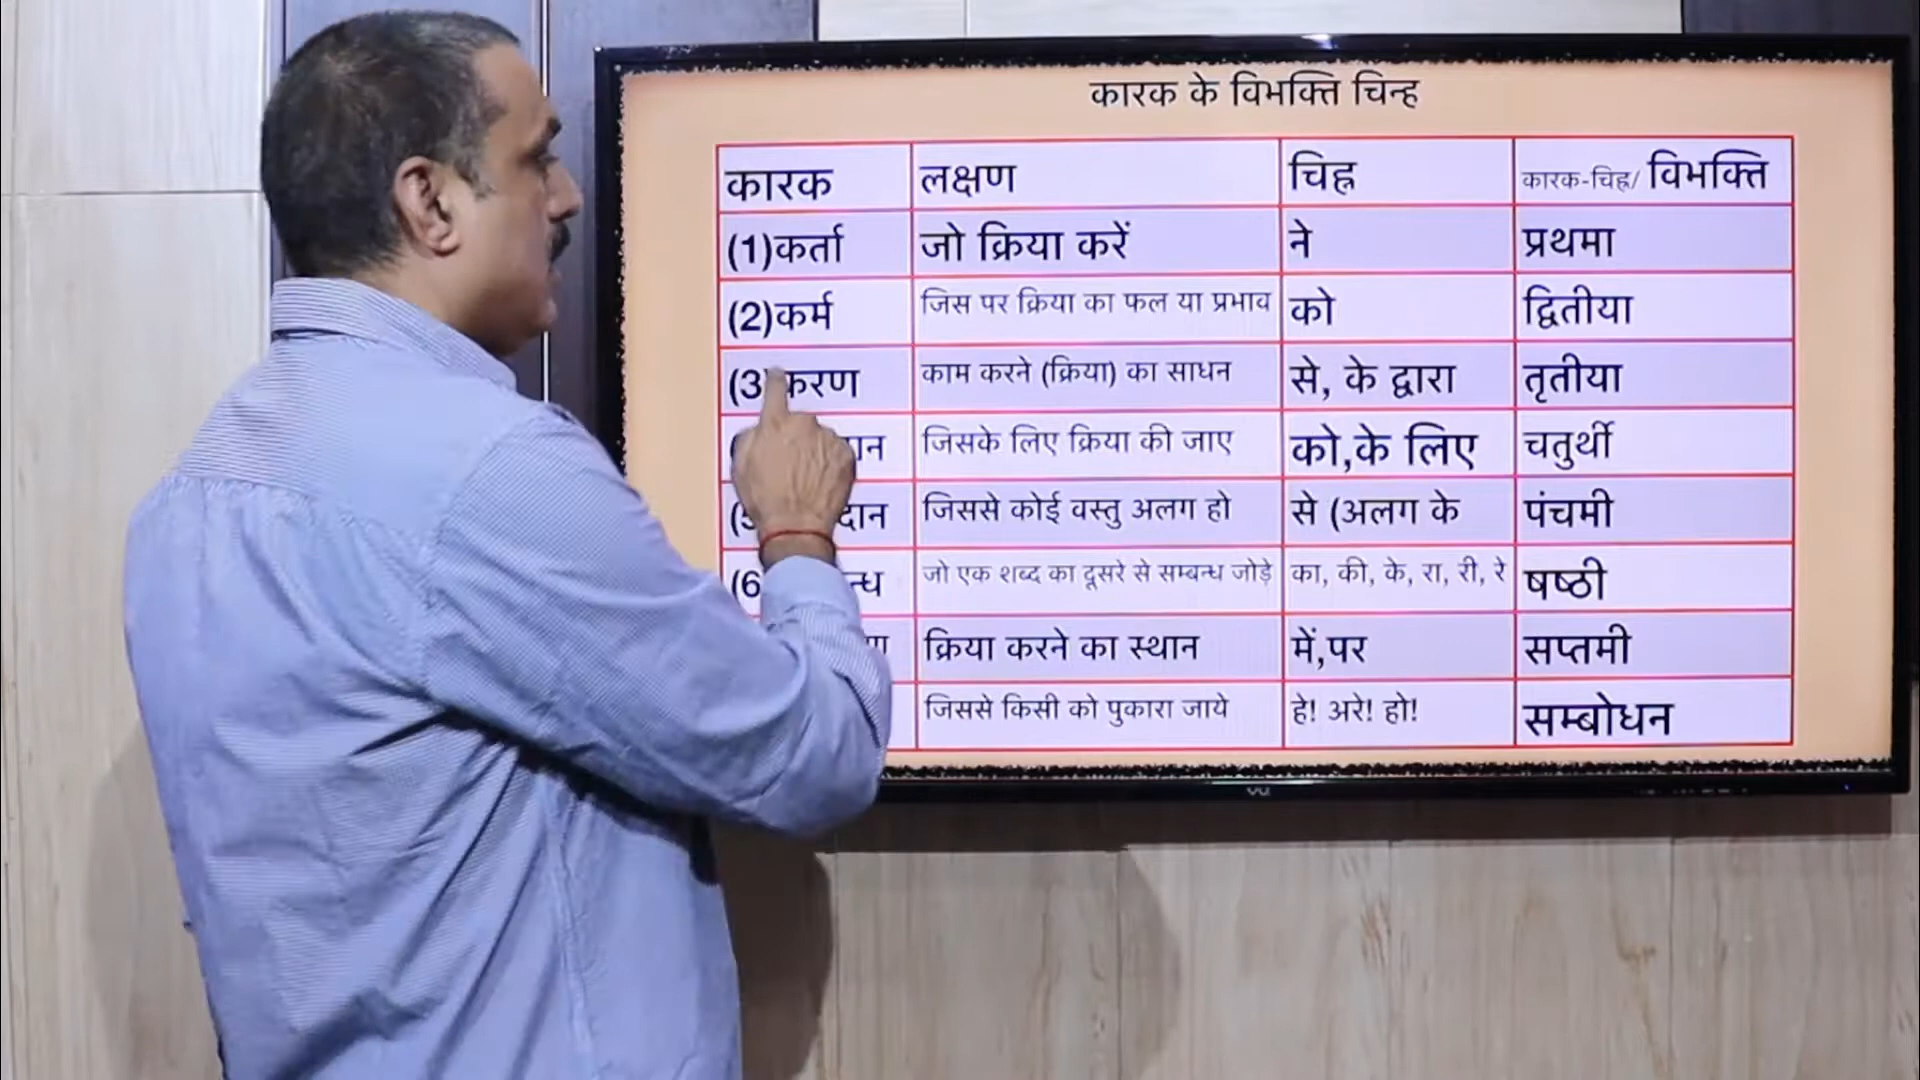 कारक के विभक्ति चिन्ह
कारक लक्षण चिह्न कारक-चिह्न/ विभक्ति
(1)कर्ता जो क्रिया करें ने प्रथमा
(2)कर्म जिस पर क्रिया का फल या प्रभाव को द्वितीया
(3 करण काम करने (क्रिया) का साधन से, के द्वारा तृतीया
जिसके लिए क्रिया की जाए को,के लिए चतुर्थी
जिससे कोई वस्तु अलग हो से (अलग के पंचमी
(6 जो एक शब्द का दूसरे से सम्बन्ध जोड़े का, की, के, रा, री, रे षष्ठी
क्रिया करने का स्थान में,पर सप्तमी
जिससे किसी को पुकारा जाये हे! अरे! हो! सम्बोधन